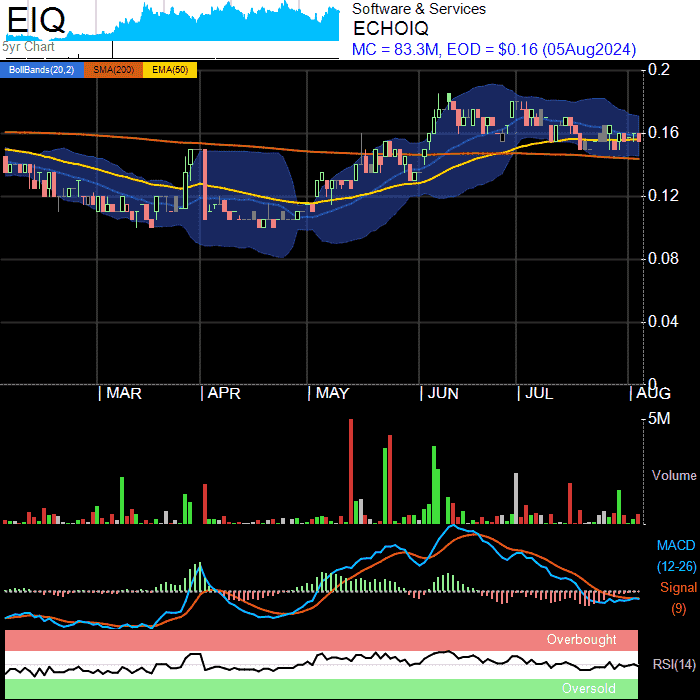 EIQ
5yr Chart
Software & Services
ECHOIQ
MC = 83.3M, EOD = $0.16 (05Aug2024)
BollBands(20,2) SMA(200) EMA(50)
0.2
0.16
0.12
0.08
0.04
0
MAR APR MAY JUN JUL AUG
5M
Volume
MACD
(12-26)
Signal
(9)
Overbought
RSI(14)
Oversold